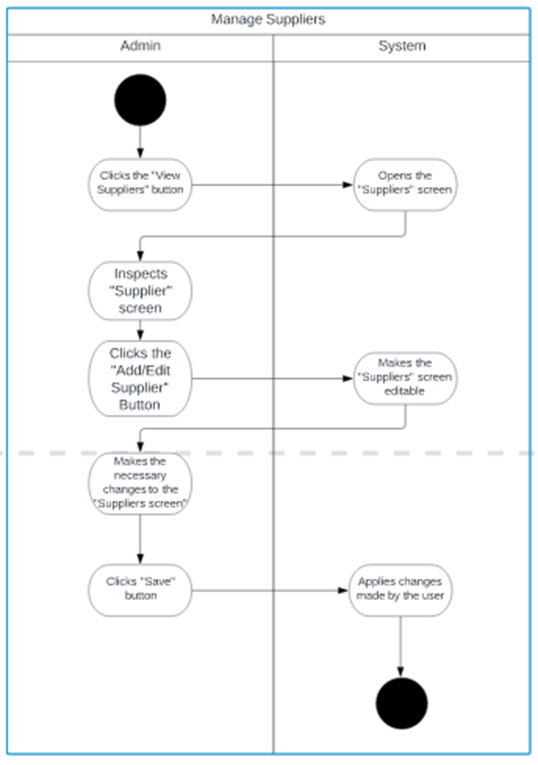 Manage Suppliers
Admin
System
Clicks the "View
Suppliers" button
Opens the
"Suppliers" screen
Inspects
"Supplier"
screen
Clicks the
"Add/Edit
Supplier"
Button
Makes the
"Suppliers" screen
editable
Makes the
necessary
changes to the
"Suppliers screen"
Clicks "Save"
button
Applies changes
made by the user